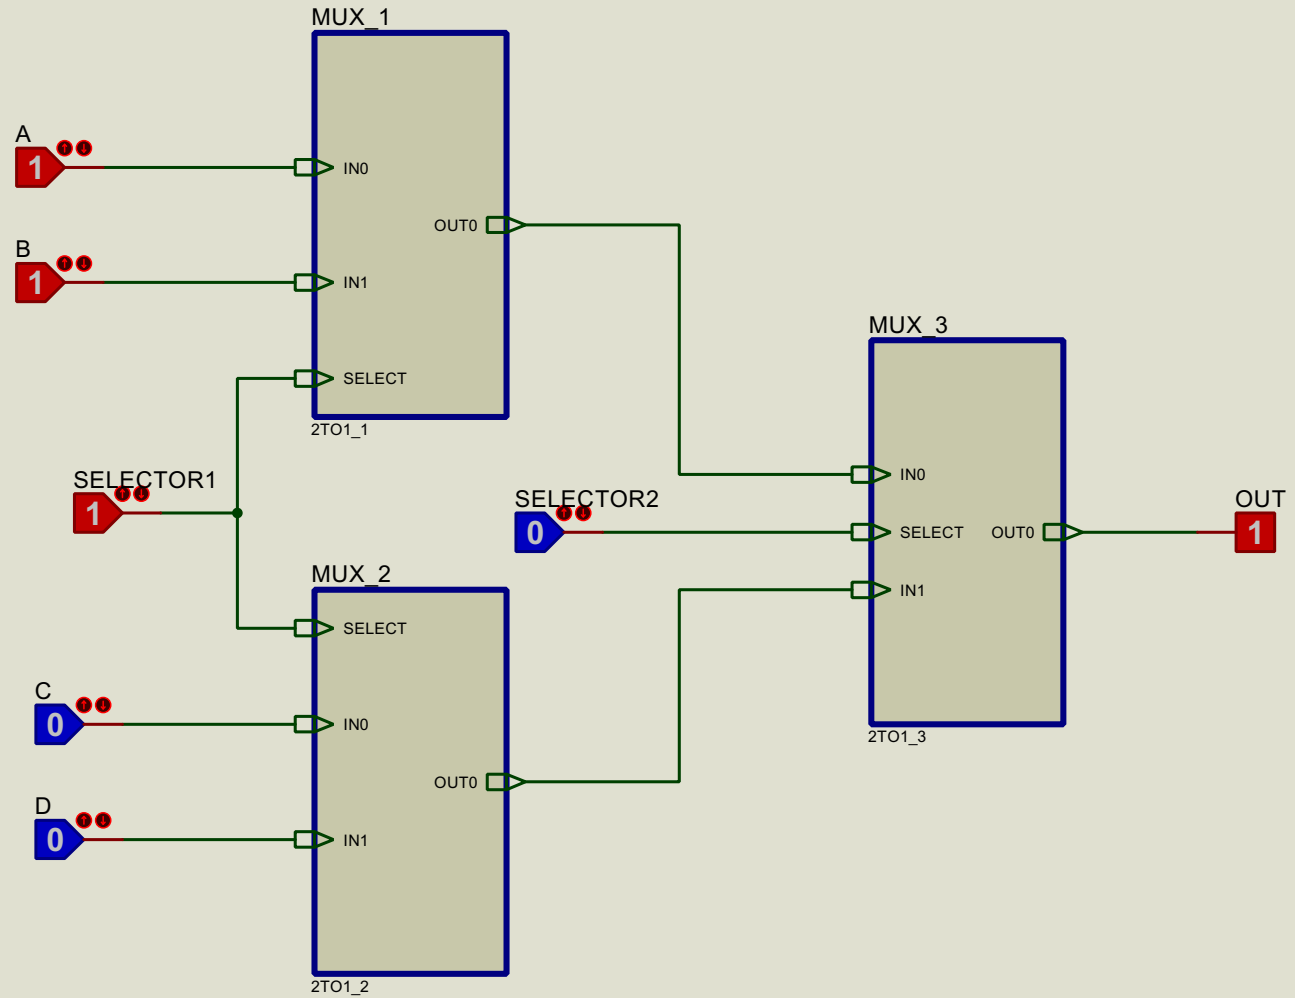 MUX_1
A
1
IN0
OUT0
B
1
IN1
SELECT
2TO1_1
SELECTOR1
1
MUX_2
SELECT
C
0
IN0
OUT0
D
0
IN1
2TO1_2
SELECTOR2
0
MUX_3
IN0
SELECT
OUT0
IN1
2TO1_3
OUT
1